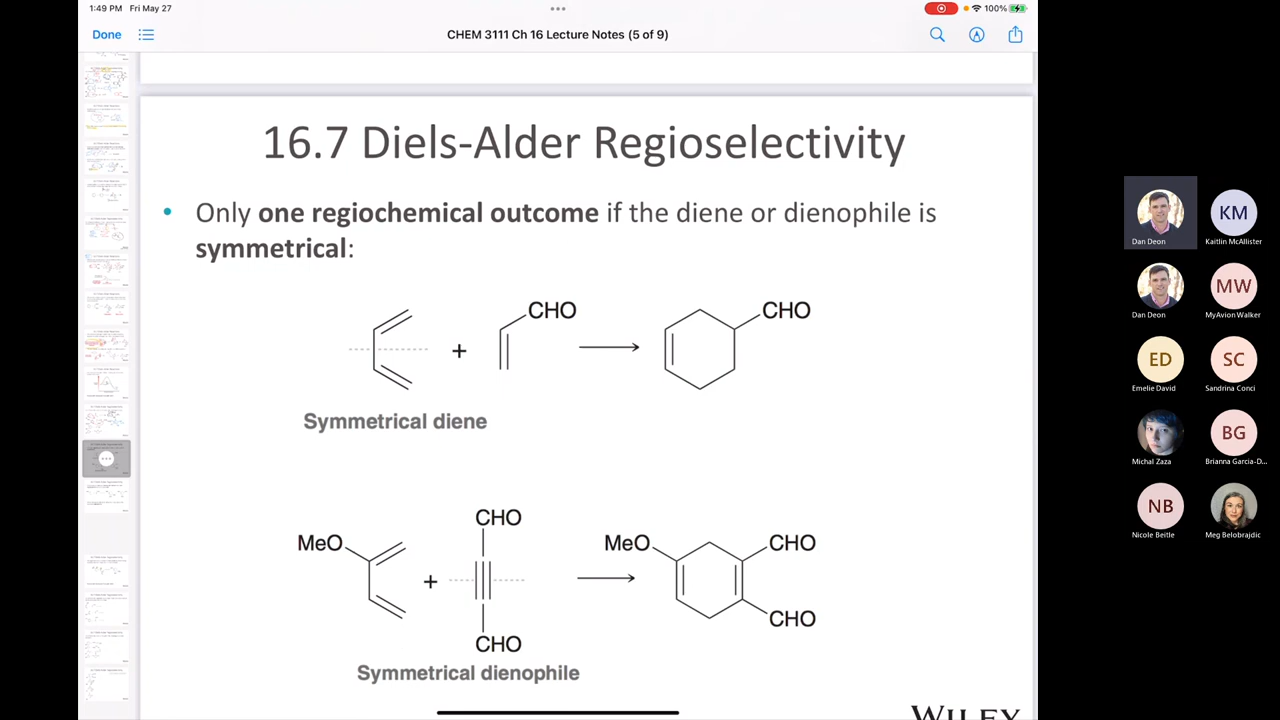 1:49 PM Fri May 27
100%
Done
CHEM 3111 Ch 16 Lecture Notes (5 of 9)
16.7 Diels-Alder Regioselectivity
• Only one regiochemical outcome if the diene or dienophile is
symmetrical:
CHO
CHO
+
Symmetrical diene
CHO
MeO
MeO
CHO
+
CHO
CHO
Symmetrical dienophile
WILEY
Dan Deon
KM
Kaitlin McAllister
Dan Deon
MW
MyAvion Walker
ED
Emelie David
SC
Sandrina Conci
Michal Zaza
BG
Brianna Garcia-D...
NB
Nicole Beitle
Meg Belobrajdic